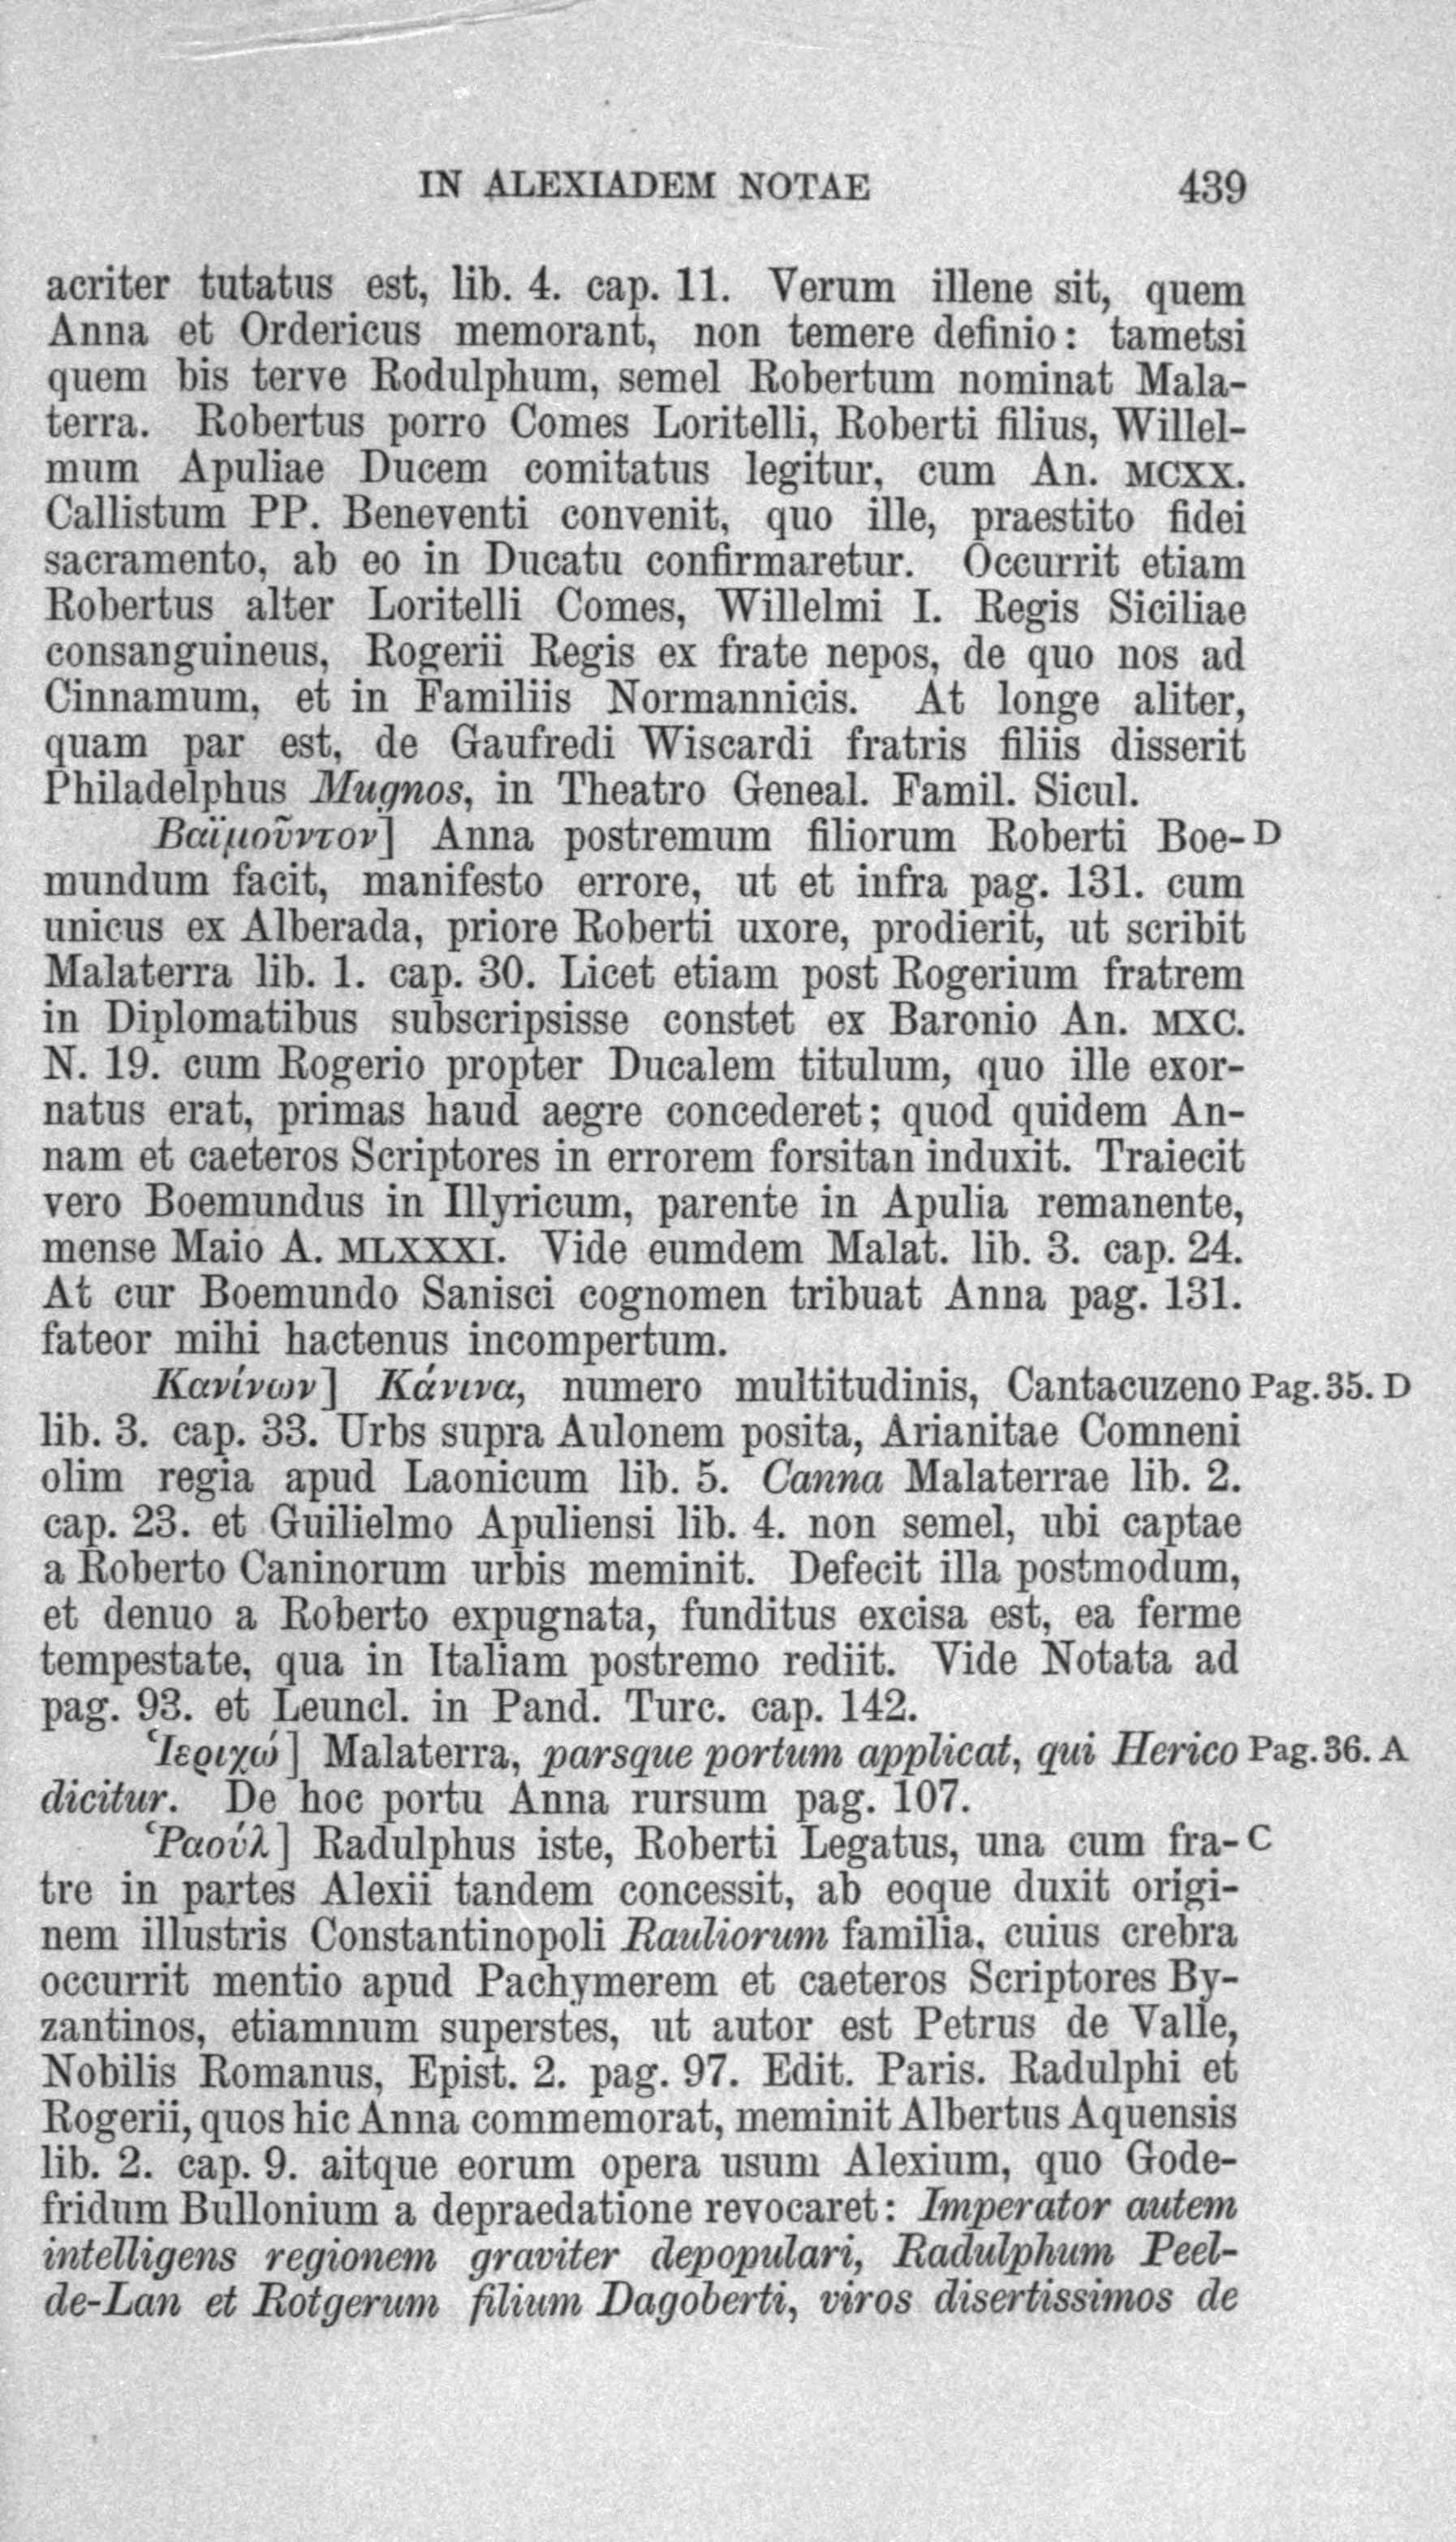 IN ALEXIADEM NOTAE 439
acriter tutatus est, lib. 4. cap. 11. Verum illene sit, quem
Anna et Ordericus memorant, non temere definio: tametsi
quem bis terve Rodulphum, semel Robertum nominat Mala-
terra. Robertus porro Comes Loritelli, Roberti filius, Willel-
mum Apuliae Ducem comitatus legitur, cum An. MCXX.
Callistum PP. Beneventi convenit, quo ille, praestito fidei
sacramento, ab eo in Ducatu confirmaretur. Occurrit etiam
Robertus alter Loritelli Comes, Willelmi I. Regis Siciliae
consanguineus, Rogerii Regis ex frate nepos, de quo nos ad
Cinnamum, et in Familiis Normannicis. At longe aliter,
quam par est, de Gaufredi Wiscardi fratris filiis disserit
Philadelphus Mugnos, in Theatro Geneal. Famil. Sicul.
Βαϊμοῦντον] Anna postremum filiorum Roberti Boe- D
mundum facit, manifesto errore, ut et infra pag. 131. cum
unicus ex Alberada, priore Roberti uxore, prodierit, ut scribit
Malaterra lib. 1. cap. 30. Licet etiam post Rogerium fratrem
in Diplomatibus subscripsisse constet ex Baronio An. MXC.
N. 19. cum Rogerio propter Ducalem titulum, quo ille exor-
natus erat, primas haud aegre concederet; quod quidem An-
nam et caeteros Scriptores in errorem forsitan induxit. Traiecit
vero Boemundus in Illyricum, parente in Apulia remanente,
mense Maio A. MLXXXI. Vide eumdem Malat. lib. 3. cap. 24.
At cur Boemundo Sanisci cognomen tribuat Anna pag. 131.
fateor mihi hactenus incompertum.
Κανίνων] Κάνινα, numero multitudinis, Cantacuzeno Pag. 35. D
lib. 3. cap. 33. Urbs supra Aulonem posita, Arianitae Comneni
olim regia apud Laonicum lib. 5. Canna Malaterrae lib. 2.
cap. 23. et Guilielmo Apuliensi lib. 4. non semel, ubi captae
a Roberto Caninorum urbis meminit. Defecit illa postmodum,
et denuo a Roberto expugnata, funditus excisa est, ea ferme
tempestate, qua in Italiam postremo rediit. Vide Notata ad
pag. 93. et Leuncl. in Pand. Turc. cap. 142.
Ἱεριχώ] Malaterra, parsque portum applicat, qui Herico Pag. 36. A
dicitur. De hoc portu Anna rursum pag. 107.
Ῥαούλ] Radulphus iste, Roberti Legatus, una cum fra- C
tre in partes Alexii tandem concessit, ab eoque duxit origi-
nem illustris Constantinopoli Rauliorum familia, cuius crebra
occurrit mentio apud Pachymerem et caeteros Scriptores By-
zantinos, etiamnum superstes, ut autor est Petrus de Valle,
Nobilis Romanus, Epist. 2. pag. 97. Edit. Paris. Radulphi et
Rogerii, quos hic Anna commemorat, meminit Albertus Aquensis
lib. 2. cap. 9. aitque eorum opera usum Alexium, quo Gode-
fridum Bullonium a depraedatione revocaret: Imperator autem
intelligens regionem graviter depopulari, Radulphum Peel-
de-Lan et Rotgerum filium Dagoberti, viros disertissimos de